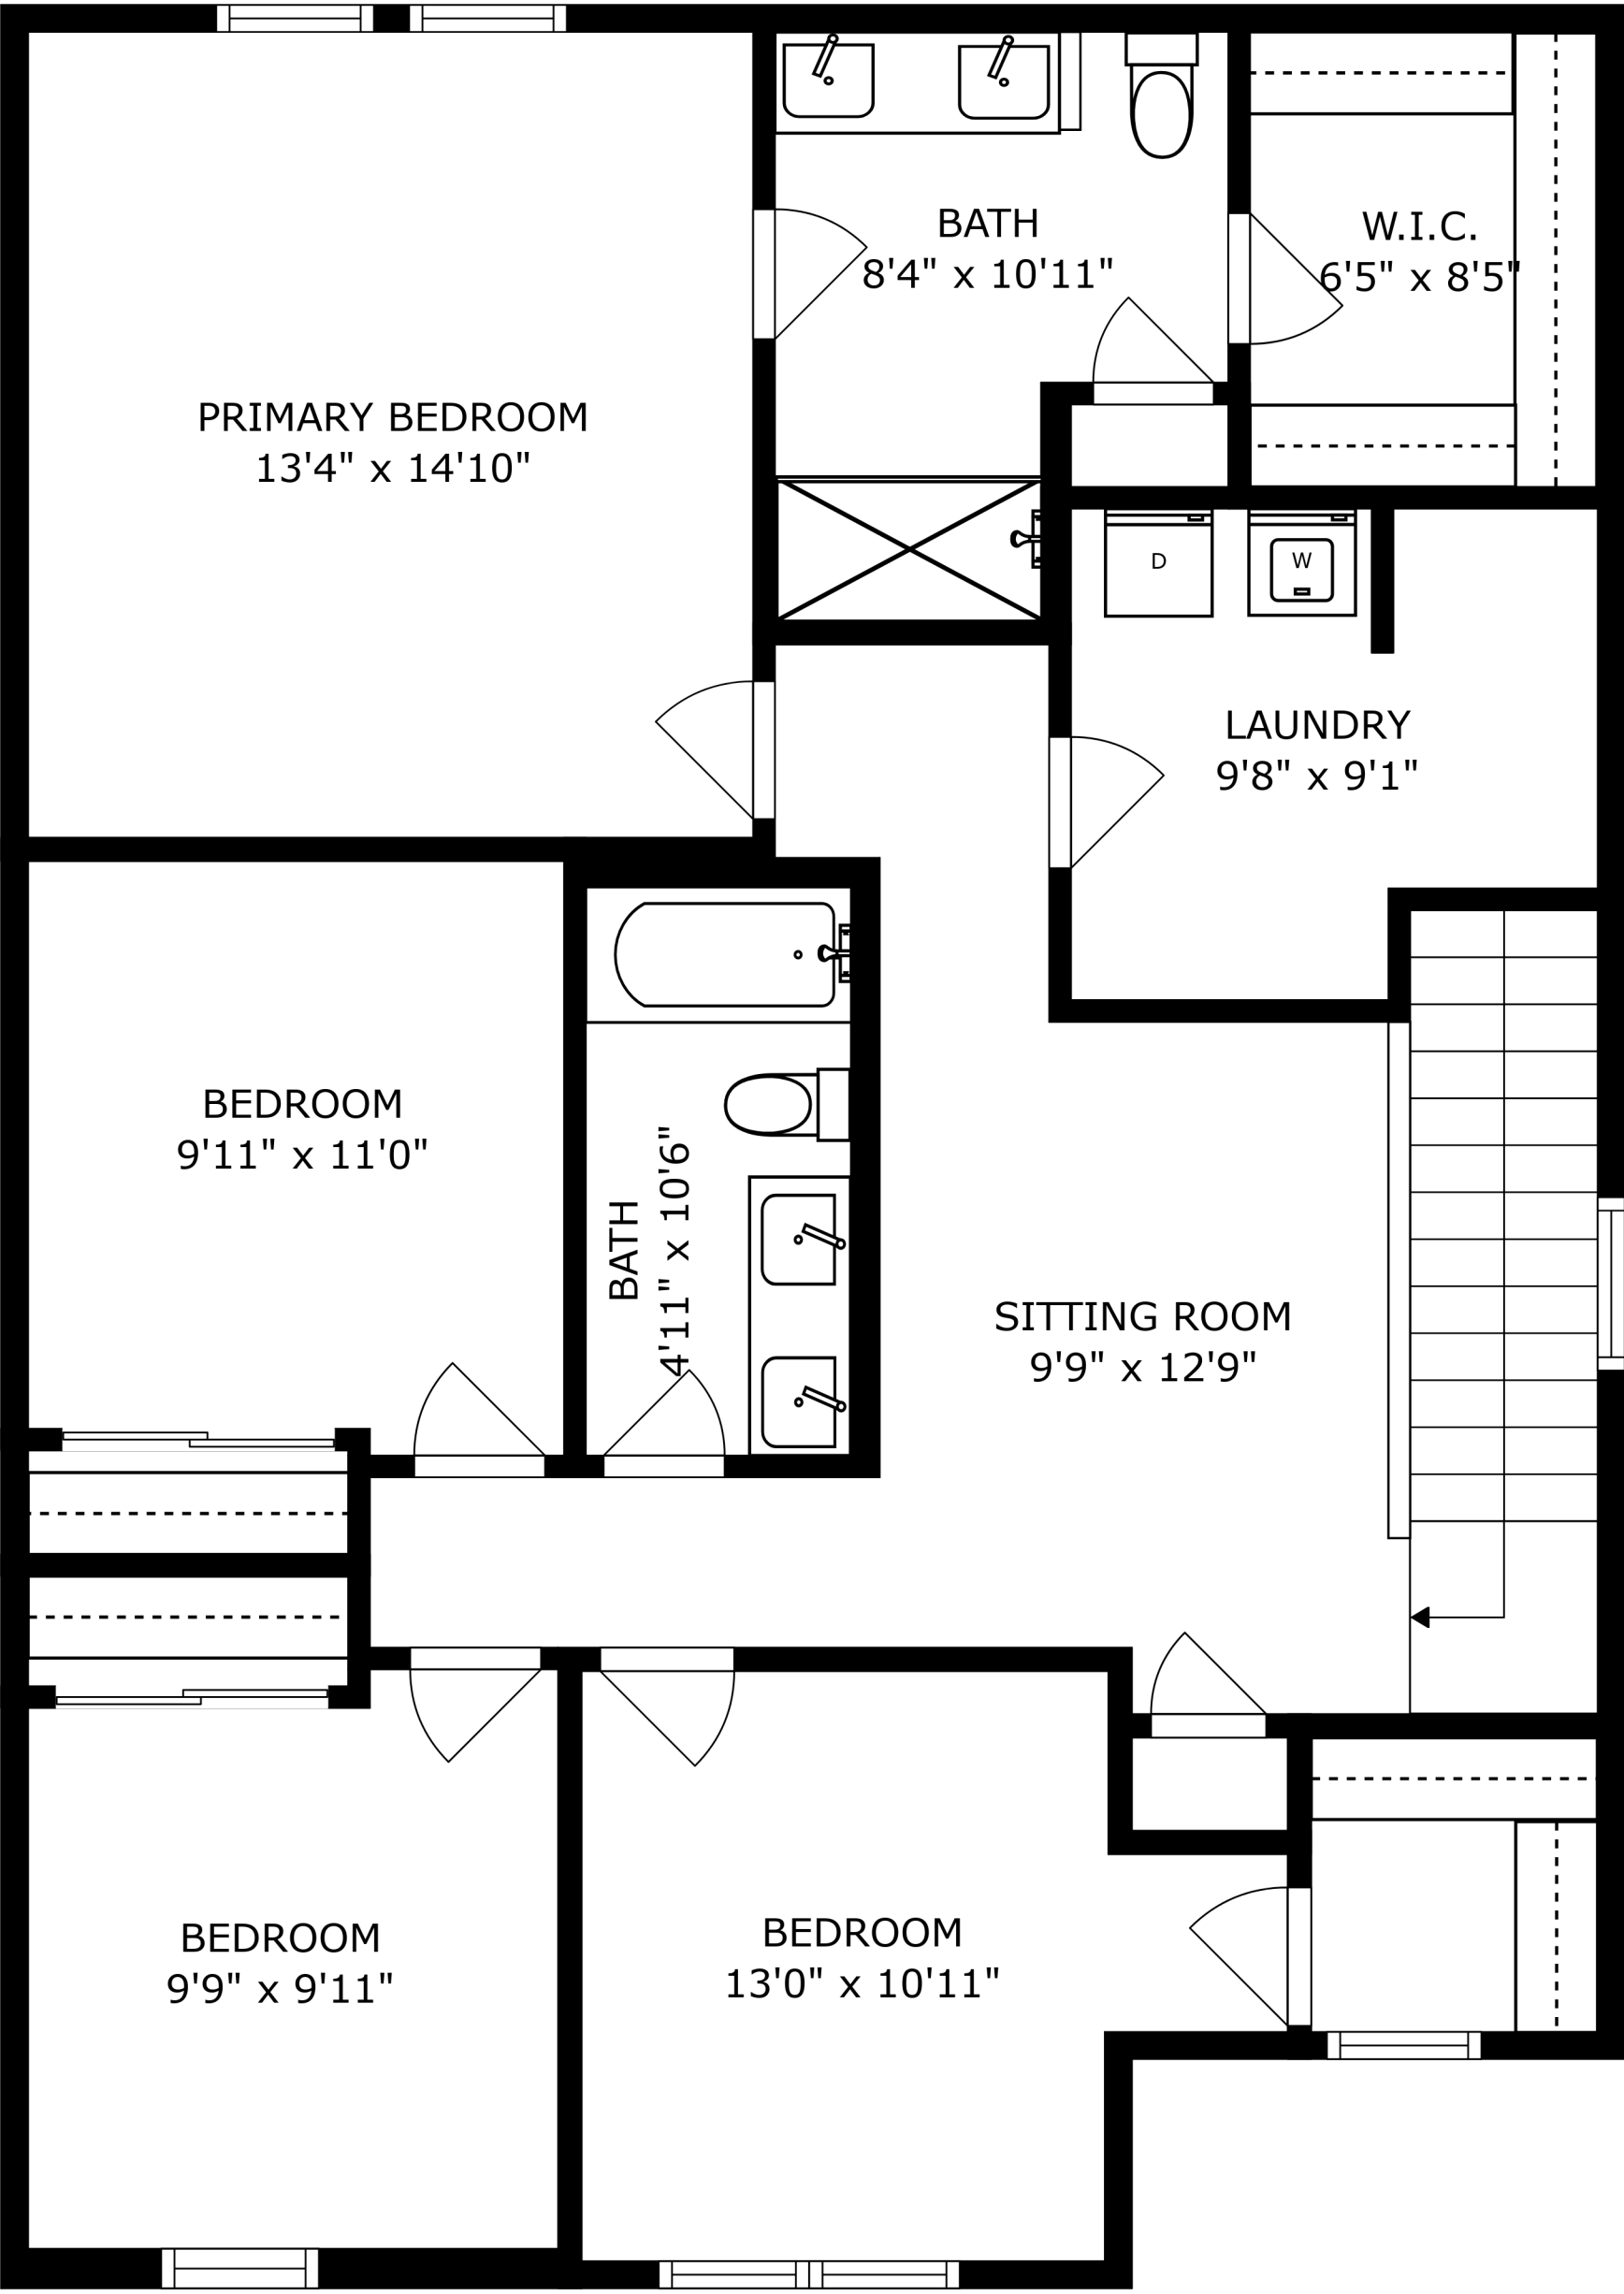 BATH
8'4" x 10'11"
W.I.C.
6'5" x 8'5"
PRIMARY BEDROOM
13'4" x 14'10"
D
W
LAUNDRY
9'8" x 9'1"
BEDROOM
9'11" x 11'0"
BATH
4'11" x 10'6"
SITTING ROOM
9'9" x 12'9"
BEDROOM
9'9" x 9'11"
BEDROOM
13'0" x 10'11"